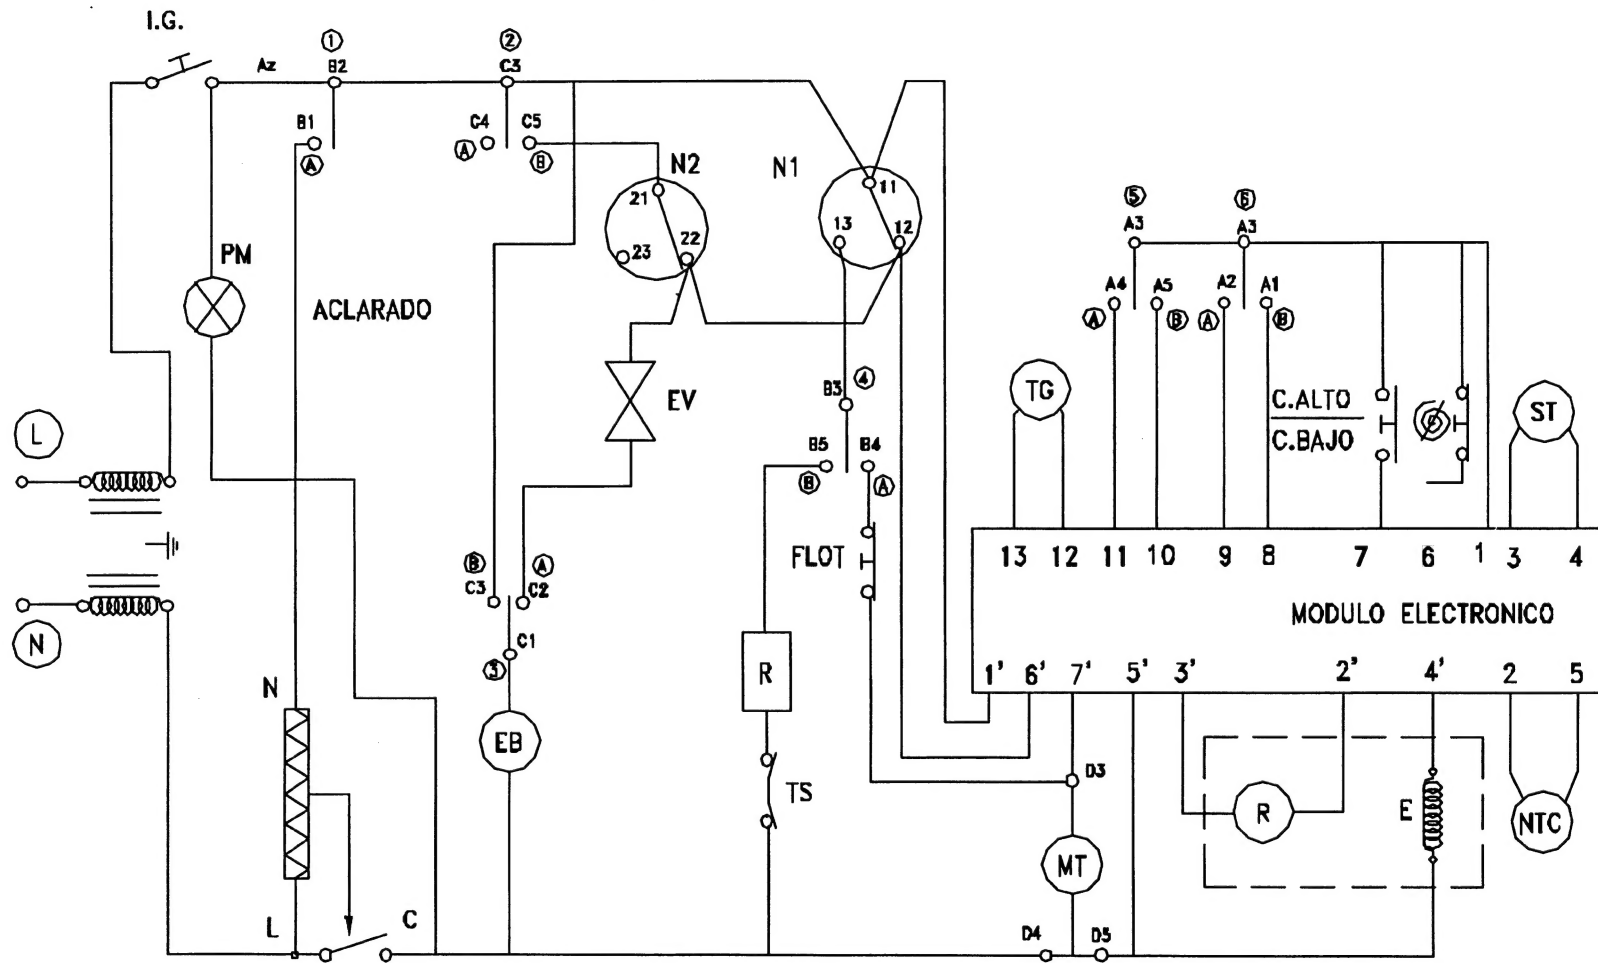 I.G.
1
2
Az
B2
C3
B1
A
C4
A
C5
B
N2
N1
21
22
23
11
13
12
5
6
A3
A3
A4
A5
A2
A1
A
B
A
B
PM
ACLARADO
EV
TG
C.ALTO
C.BAJO
ST
B3
4
B5
B4
B
A
L
FLOT
13
12
11
10
9
8
7
6
1
3
4
MODULO ELECTRONICO
B
A
C3
C2
C1
3
N
R
1'
6'
7'
5'
3'
2'
4'
2
5
N
EB
TS
D3
R
E
NTC
MT
L
C
D4
D5